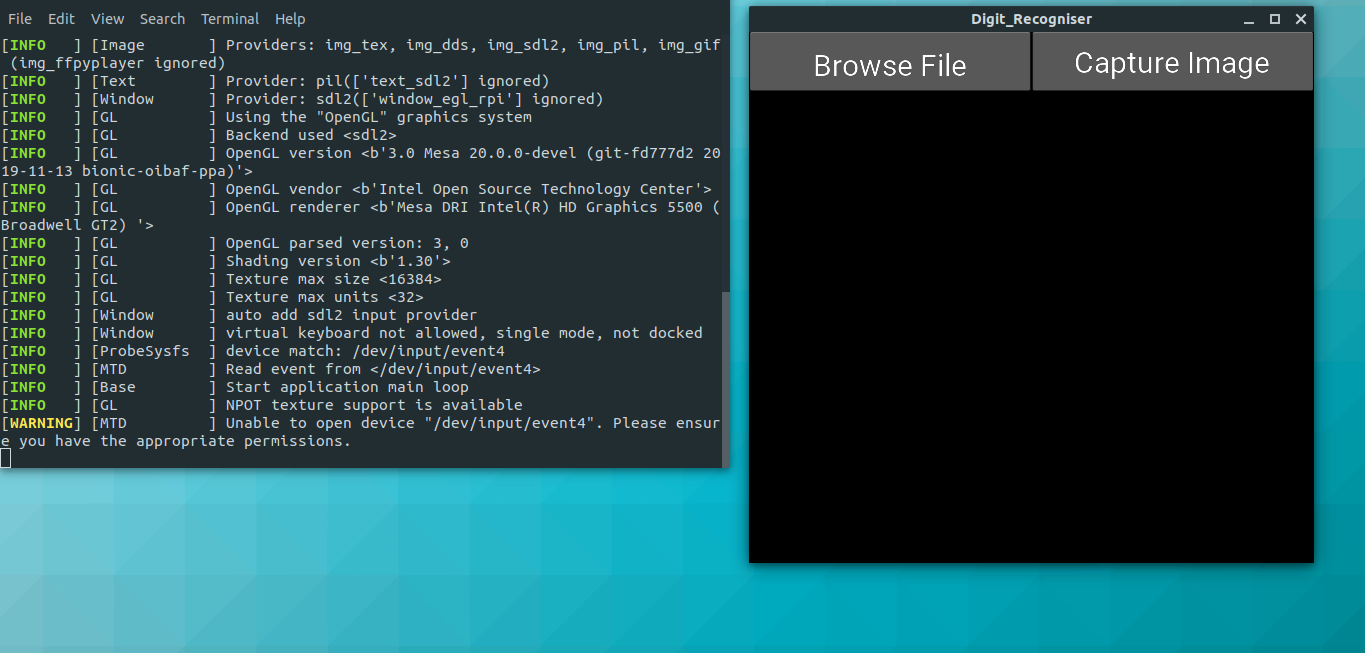 File Edit View Search Terminal Help
[INFO   ] [Image       ] Providers: img_tex, img_dds, img_sdl2, img_pil, img_gif
 (img_ffpyplayer ignored)
[INFO   ] [Text        ] Provider: pil(['text_sdl2'] ignored)
[INFO   ] [Window      ] Provider: sdl2(['window_egl_rpi'] ignored)
[INFO   ] [GL          ] Using the "OpenGL" graphics system
[INFO   ] [GL          ] Backend used <sdl2>
[INFO   ] [GL          ] OpenGL version <b'3.0 Mesa 20.0.0-devel (git-fd777d2 20
19-11-13 bionic-oibaf-ppa)'>
[INFO   ] [GL          ] OpenGL vendor <b'Intel Open Source Technology Center'>
[INFO   ] [GL          ] OpenGL renderer <b'Mesa DRI Intel(R) HD Graphics 5500 (
Broadwell GT2) '>
[INFO   ] [GL          ] OpenGL parsed version: 3, 0
[INFO   ] [GL          ] Shading version <b'1.30'>
[INFO   ] [GL          ] Texture max size <16384>
[INFO   ] [GL          ] Texture max units <32>
[INFO   ] [Window      ] auto add sdl2 input provider
[INFO   ] [Window      ] virtual keyboard not allowed, single mode, not docked
[INFO   ] [ProbeSysfs  ] device match: /dev/input/event4
[INFO   ] [MTD         ] Read event from </dev/input/event4>
[INFO   ] [Base        ] Start application main loop
[INFO   ] [GL          ] NPOT texture support is available
[WARNING] [MTD         ] Unable to open device "/dev/input/event4". Please ensur
e you have the appropriate permissions.
Digit_Recogniser
Browse File
Capture Image